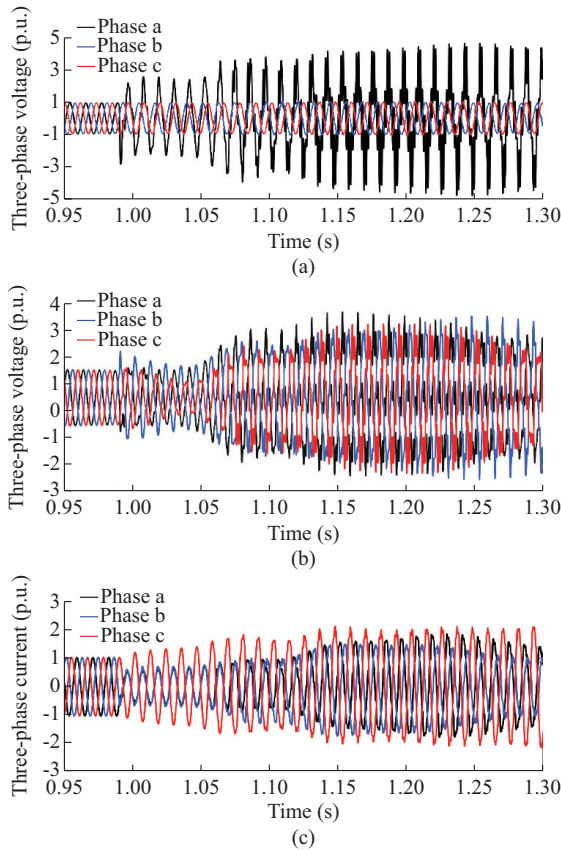 Three-phase voltage (p.u.)
5
3
1
-1
-3
-5
Phase a
Phase b
Phase c
0.95 1.00 1.05 1.10 1.15 1.20 1.25 1.30
Time (s)
(a)
Three-phase voltage (p.u.)
4
3
2
1
0
-1
-2
-3
Phase a
Phase b
Phase c
0.95 1.00 1.05 1.10 1.15 1.20 1.25 1.30
Time (s)
(b)
Three-phase current (p.u.)
3
2
1
0
-1
-2
-3
Phase a
Phase b
Phase c
0.95 1.00 1.05 1.10 1.15 1.20 1.25 1.30
Time (s)
(c)